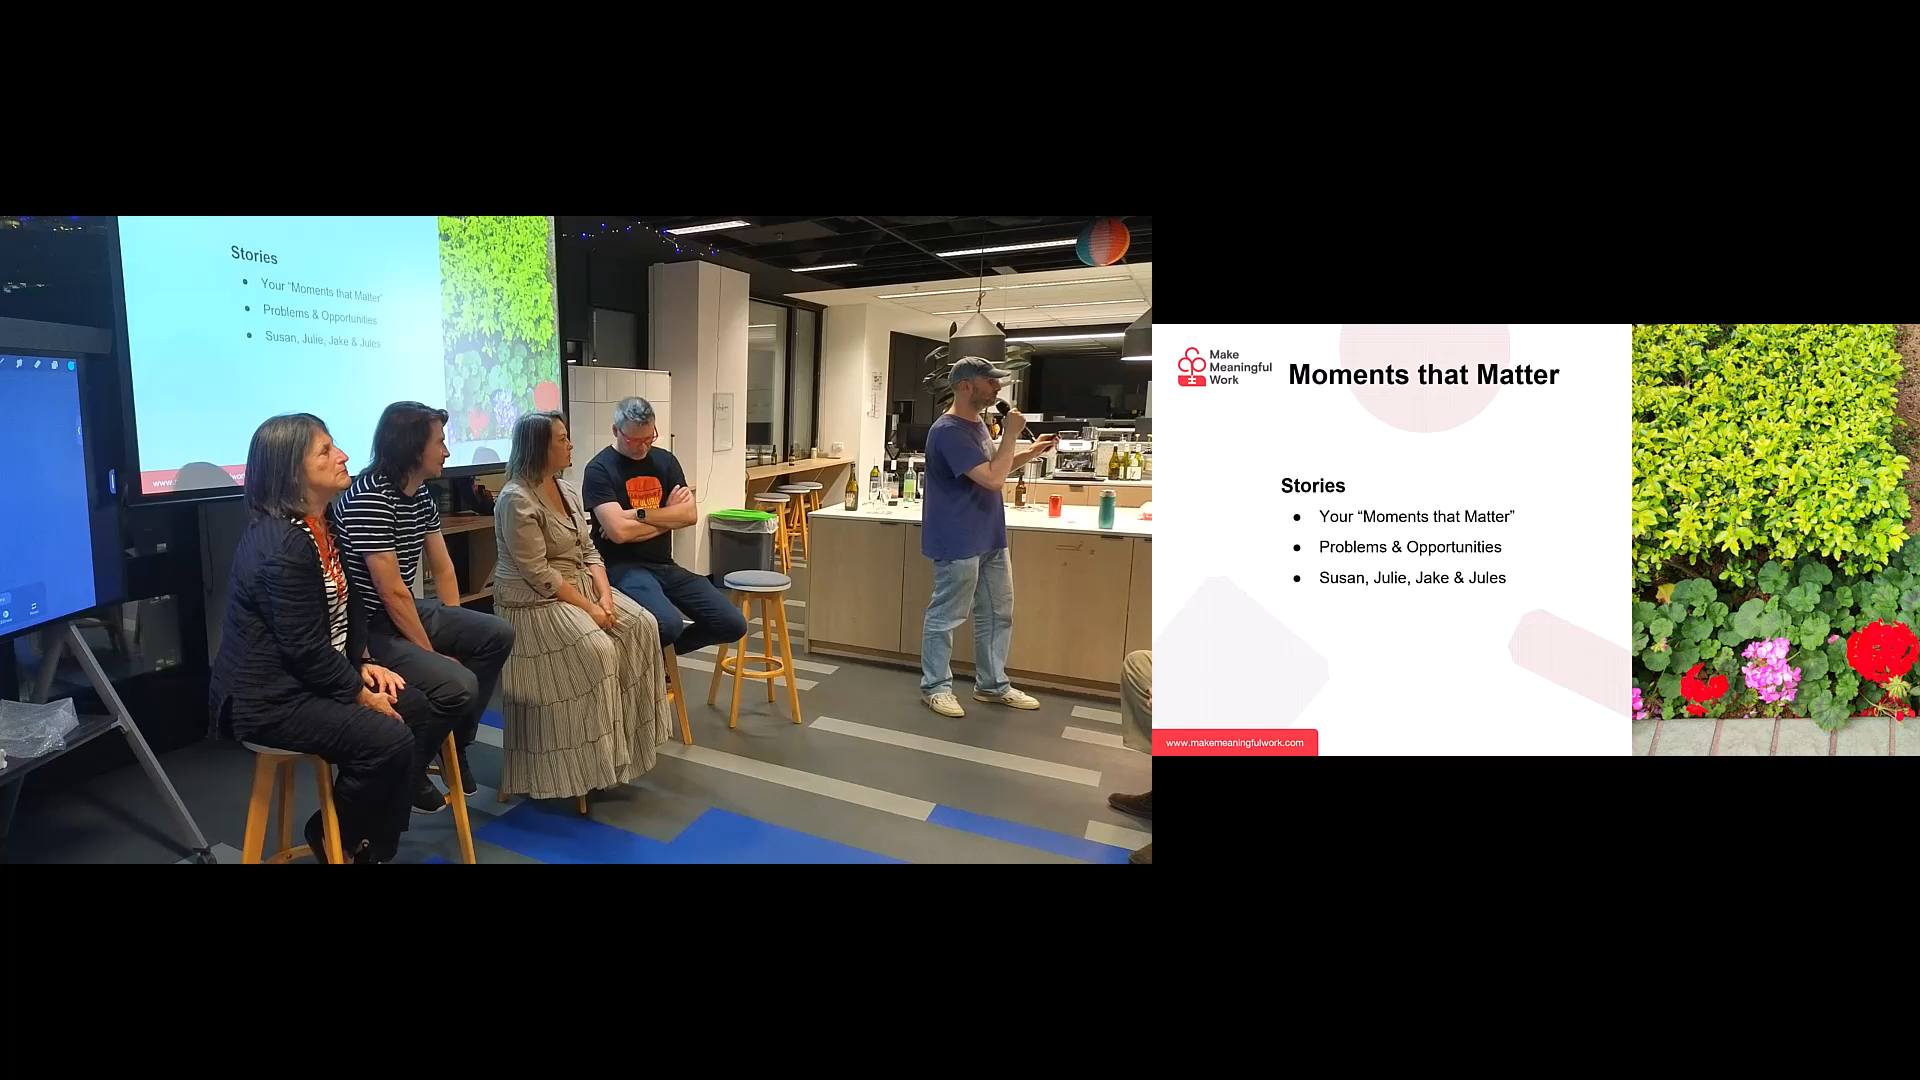 Stories
Your "Moments that Matter"
Problems & Opportunities
Susan, Julie, Jake & Jules
www.
Make
Meaningful
Work
Moments that Matter
Stories
Your “Moments that Matter”
Problems & Opportunities
Susan, Julie, Jake & Jules
www.makemeaningfulwork.com